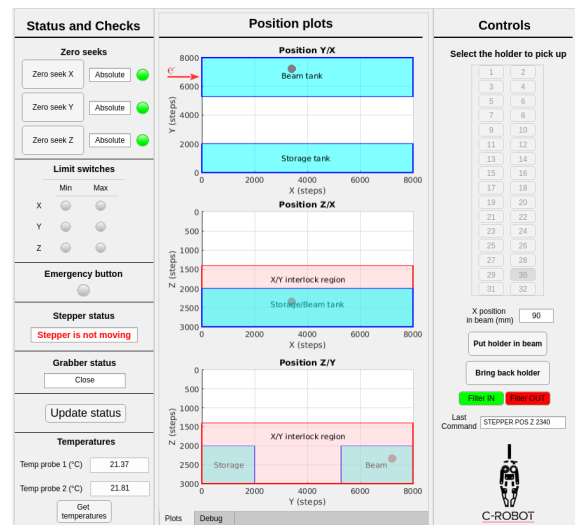 Status and Checks
Zero seeks
Zero seek X Absolute
Zero seek Y Absolute
Zero seek Z Absolute
Limit switches
Min Max
X
Y
Z
Emergency button
Stepper status
Stepper is not moving
Grabber status
Close
Update status
Temperatures
Temp probe 1 (°C) 21.37
Temp probe 2 (°C) 21.81
Get
temperatures
Position plots
Position Y/X
8000
6000
4000
2000
0
Y (steps)
e-
Beam tank
Storage tank
0 2000 4000 6000 8000
X (steps)
Position Z/X
0
500
1000
1500
2000
2500
3000
Z (steps)
X/Y interlock region
Storage/Beam tank
0 2000 4000 6000 8000
X (steps)
Position Z/Y
0
500
1000
1500
2000
2500
3000
Z (steps)
X/Y interlock region
Storage Beam
0 2000 4000 6000 8000
Y (steps)
Plots Debug
Controls
Select the holder to pick up
1 2
3 4
5 6
7 8
9 10
11 12
13 14
15 16
17 18
19 20
21 22
23 24
25 26
27 28
29 30
31 32
X position
in beam (mm) 90
Put holder in beam
Bring back holder
Filler IN Filler OUT
Last
Command STEPPER POS Z 2340
C-ROBOT